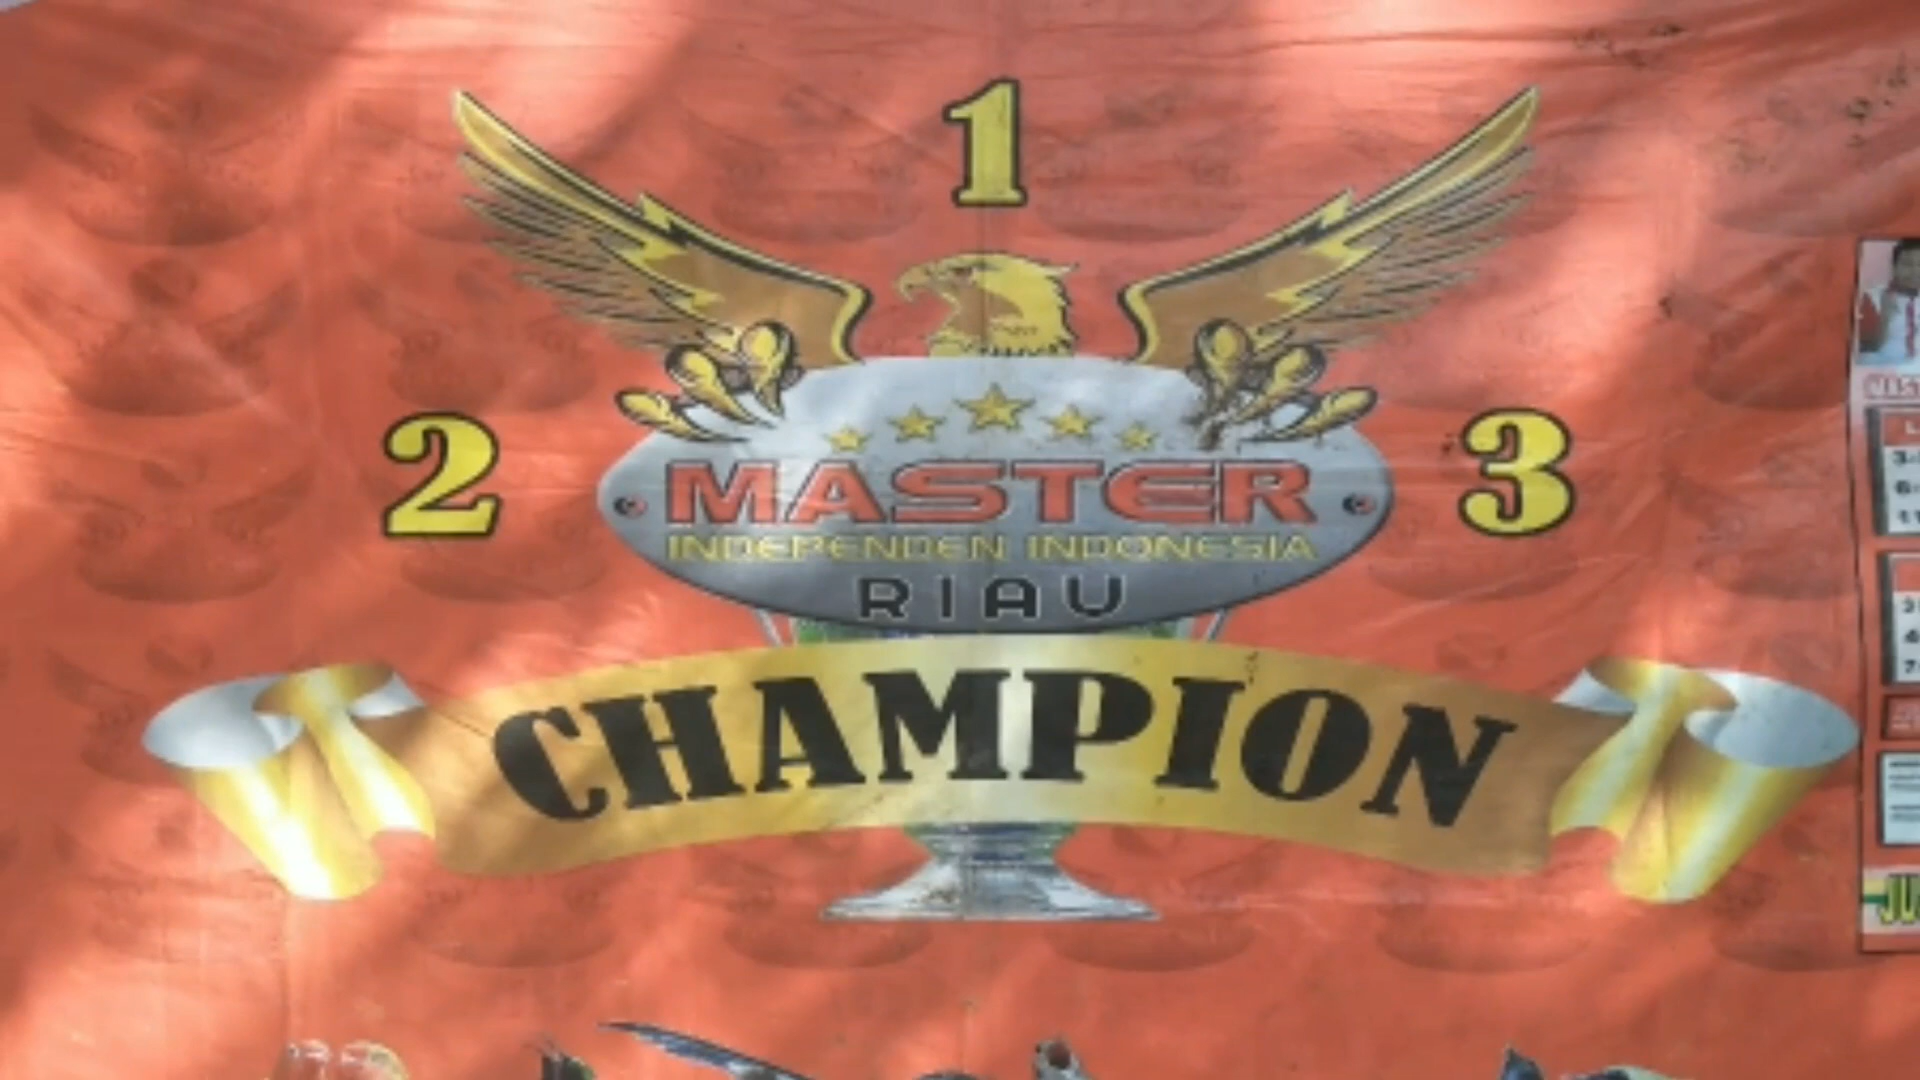 1
2
3
MASTER
INDEPENDEN INDONESIA
RIAU
CHAMPION